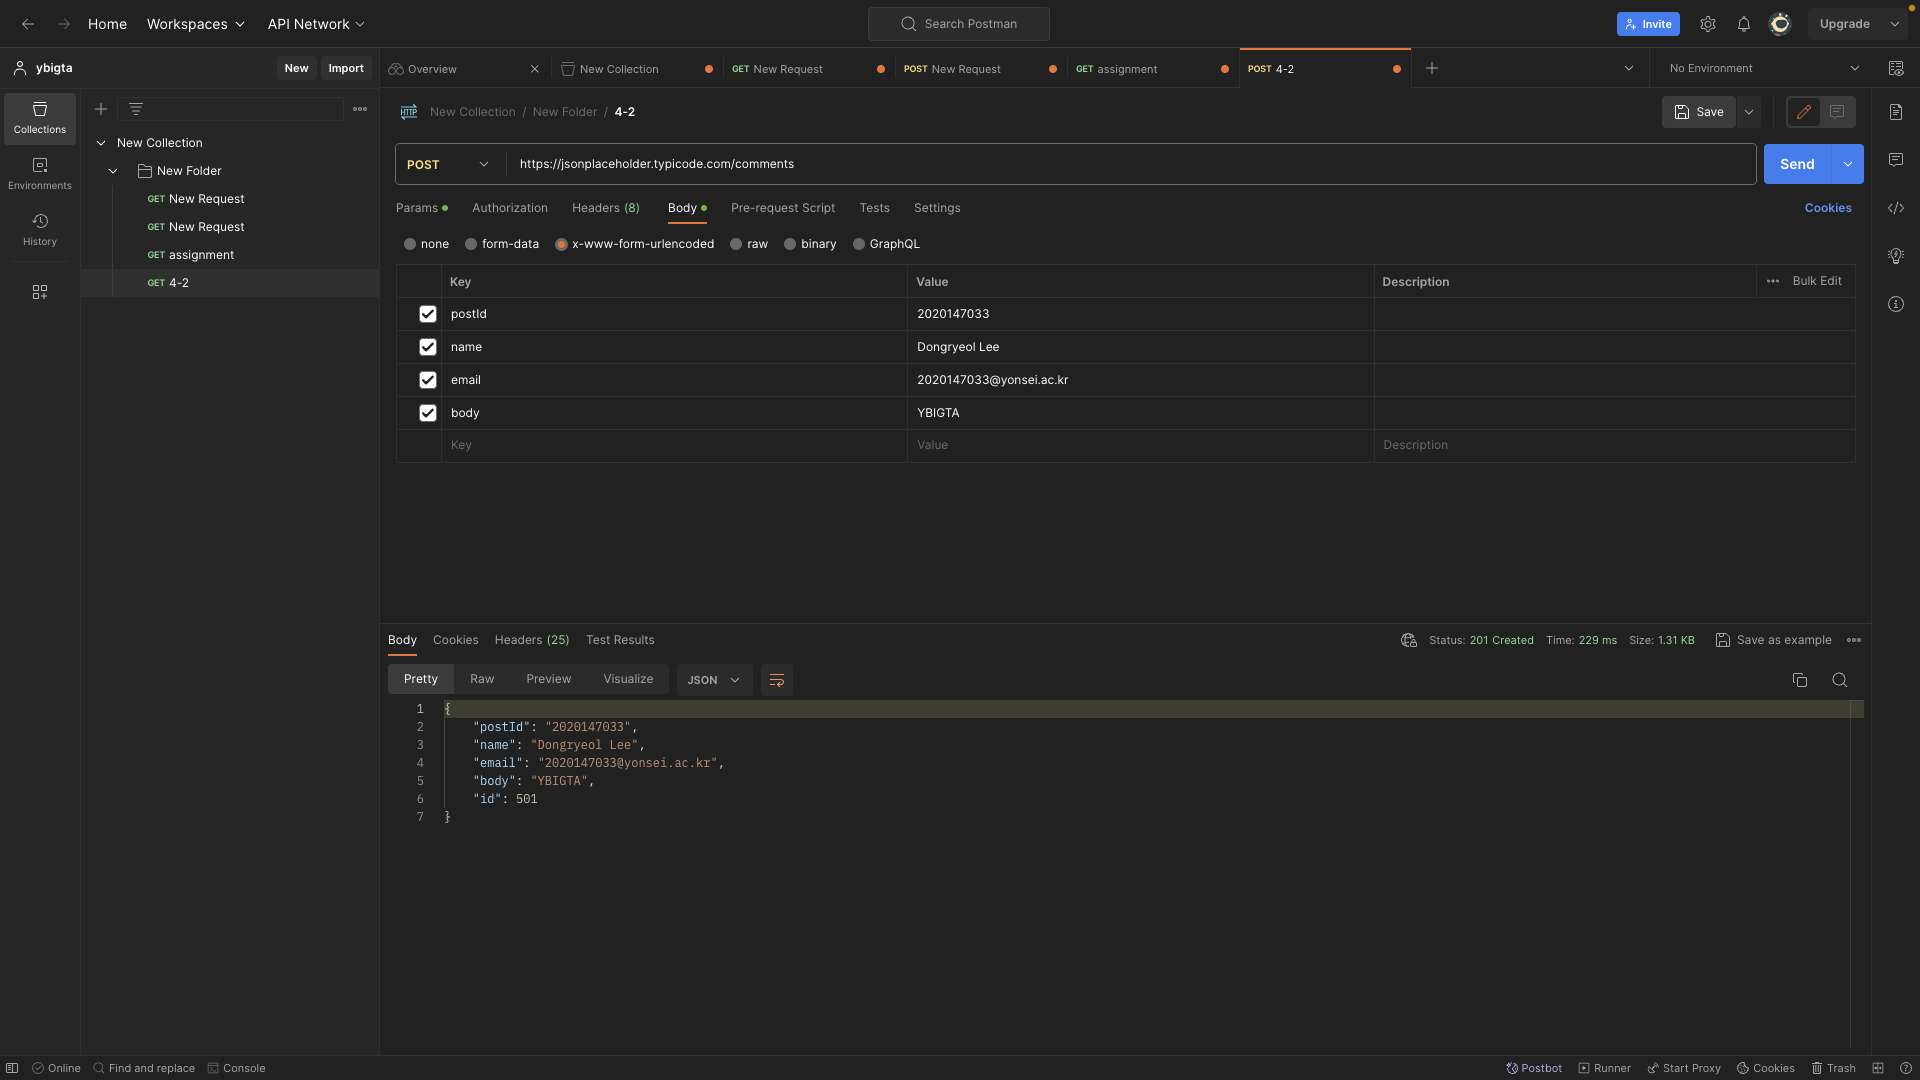 Home Workspaces API Network Search Postman Invite Upgrade
ybigta New Import Overview New Collection GET New Request POST New Request GET assignment POST 4-2 No Environment
Collections
Environments
History
New Collection
New Folder
GET New Request
GET New Request
GET assignment
GET 4-2
HTTP New Collection / New Folder / 4-2 Save
POST https://jsonplaceholder.typicode.com/comments Send
Params Authorization Headers (8) Body Pre-request Script Tests Settings Cookies
none form-data x-www-form-urlencoded raw binary GraphQL
Key Value Description Bulk Edit
postId 2020147033
name Dongryeol Lee
email 2020147033@yonsei.ac.kr
body YBIGTA
Key Value Description
Body Cookies Headers (25) Test Results Status: 201 Created Time: 229 ms Size: 1.31 KB Save as example
Pretty Raw Preview Visualize JSON
1 {
2 "postId": "2020147033",
3 "name": "Dongryeol Lee",
4 "email": "2020147033@yonsei.ac.kr",
5 "body": "YBIGTA",
6 "id": 501
7 }
Online Find and replace Console Postbot Runner Start Proxy Cookies Trash